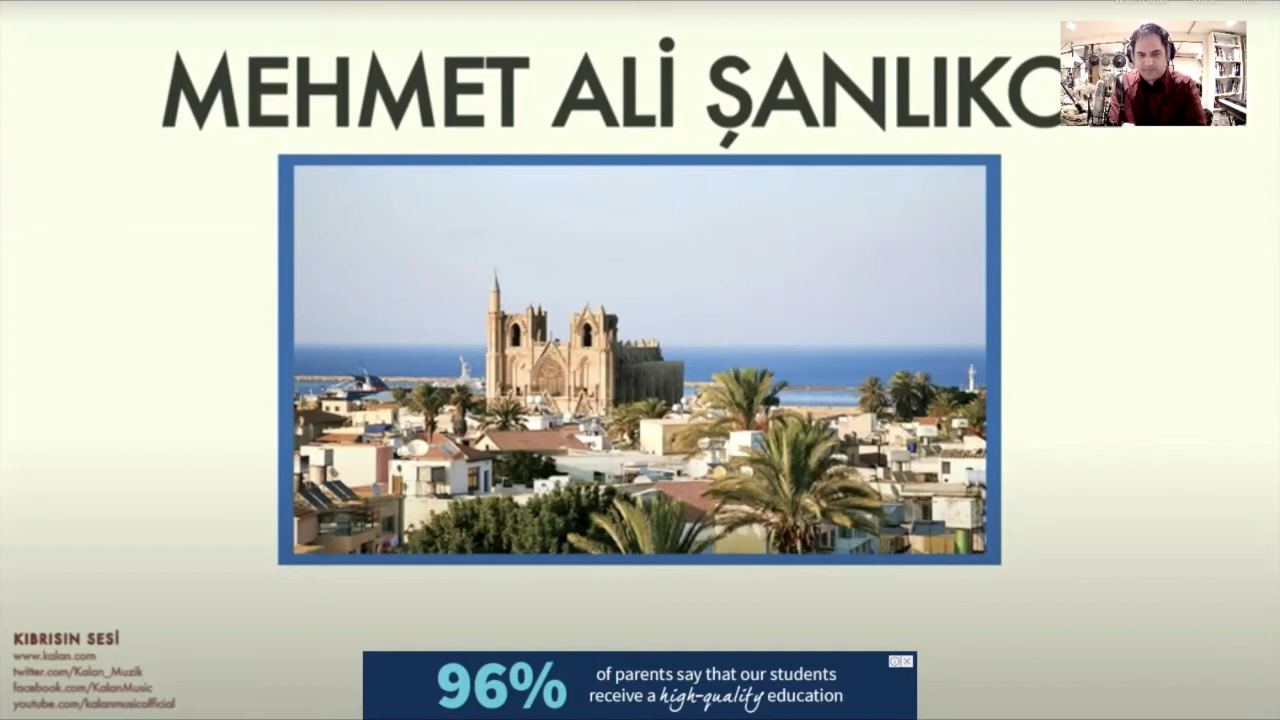 MEHMET ALİ ŞANLIKO
KIBRISIN SESİ
www.kalan.com
twitter.com/Kalan_Muzik
facebook.com/KalanMusic
youtube.com/kalanmusicofficial
96% of parents say that our students
receive a high-quality education